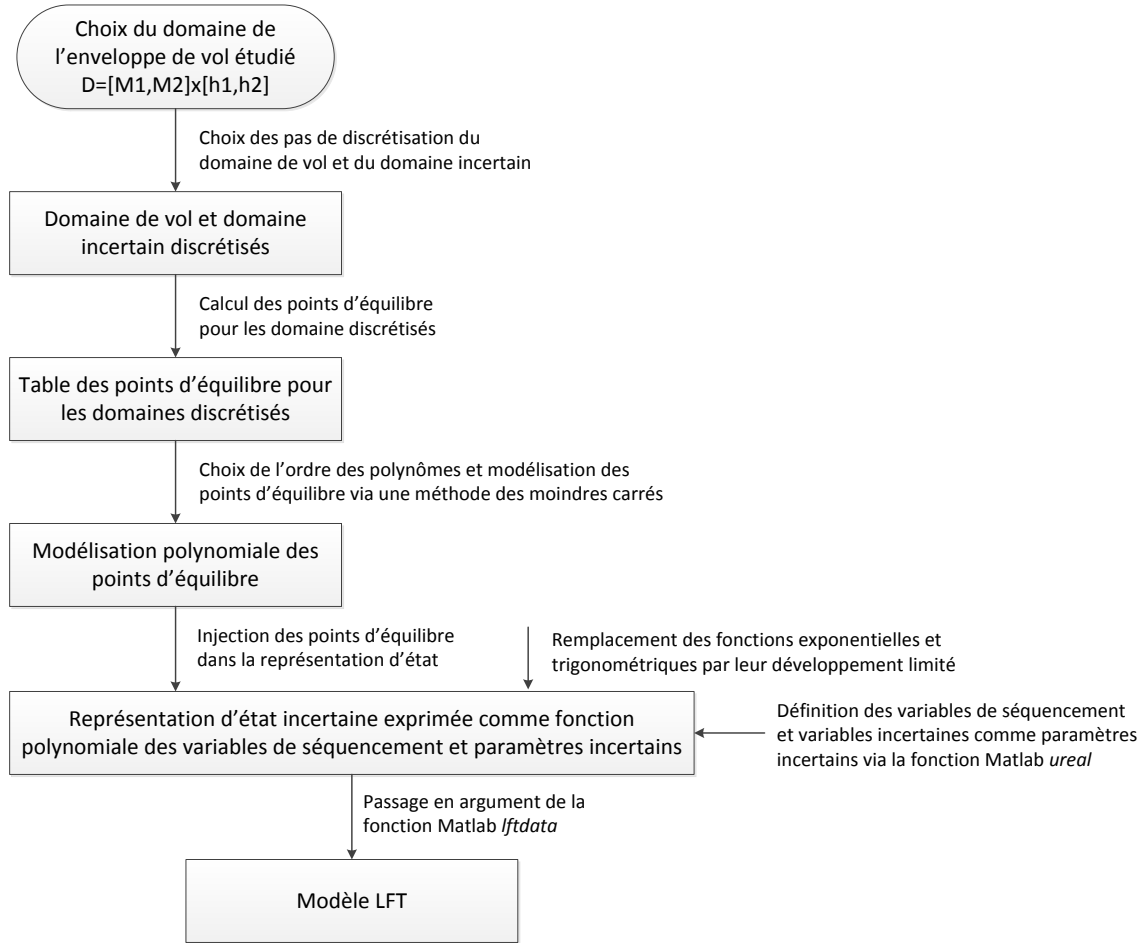 Choix du domaine de
l'enveloppe de vol étudié
D=[M1,M2]x[h1,h2]
Choix des pas de discrétisation du
domaine de vol et du domaine incertain
Domaine de vol et domaine
incertain discrétisés
Calcul des points d'équilibre
pour les domaine discrétisés
Table des points d'équilibre pour
les domaines discrétisés
Choix de l'ordre des polynômes et modélisation des
points d'équilibre via une méthode des moindres carrés
Modélisation polynomiale des
points d'équilibre
Injection des points d'équilibre
dans la représentation d'état
Remplacement des fonctions exponentielles et
trigonométriques par leur développement limité
Représentation d'état incertaine exprimée comme fonction
polynomiale des variables de séquencement et paramètres incertains
Définition des variables de séquencement
et variables incertaines comme paramètres
incertains via la fonction Matlab ureal
Passage en argument de la
fonction Matlab lftdata
Modèle LFT